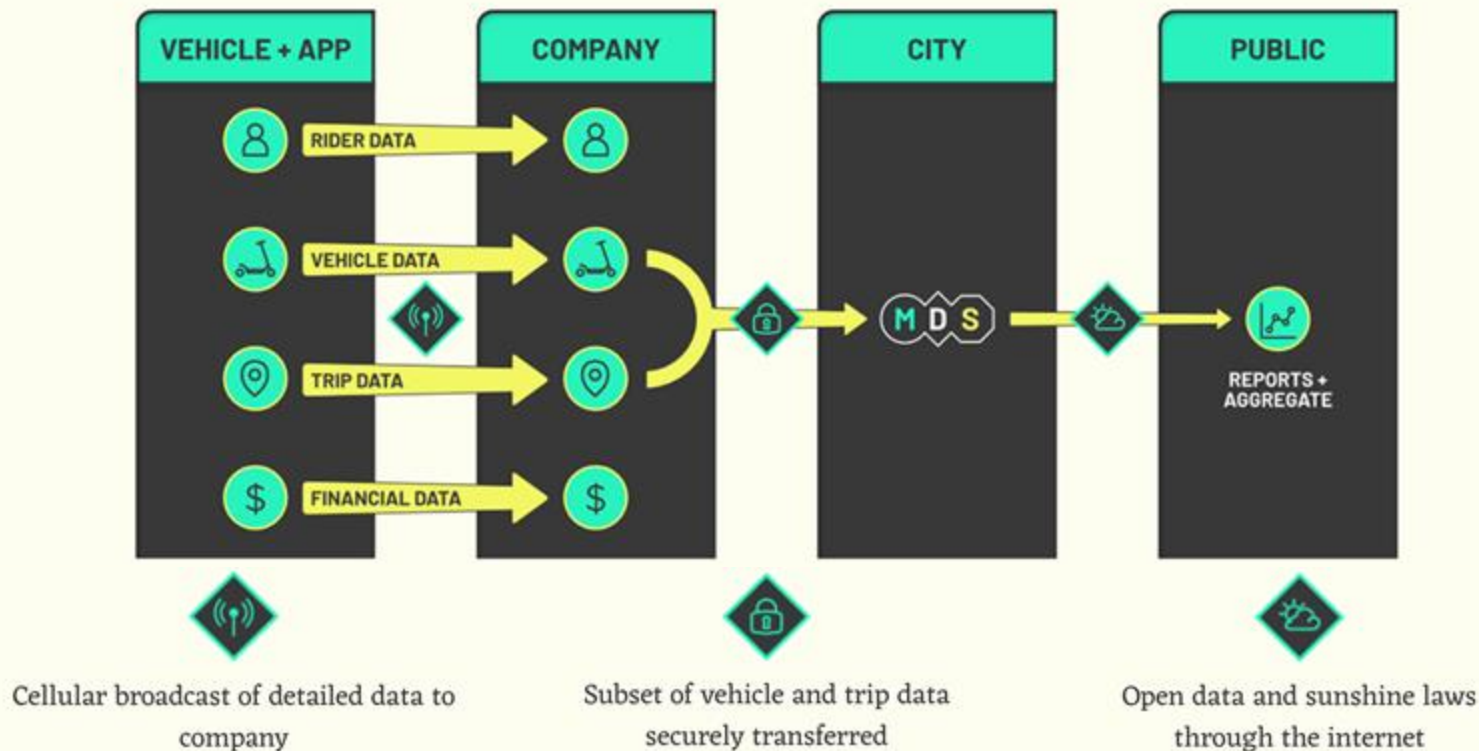 VEHICLE + APP
COMPANY
CITY
PUBLIC
RIDER DATA
VEHICLE DATA
TRIP DATA
FINANCIAL DATA
$
$
MDS
REPORTS +
AGGREGATE
Cellular broadcast of detailed data to
company
Subset of vehicle and trip data
securely transferred
Open data and sunshine laws
through the internet